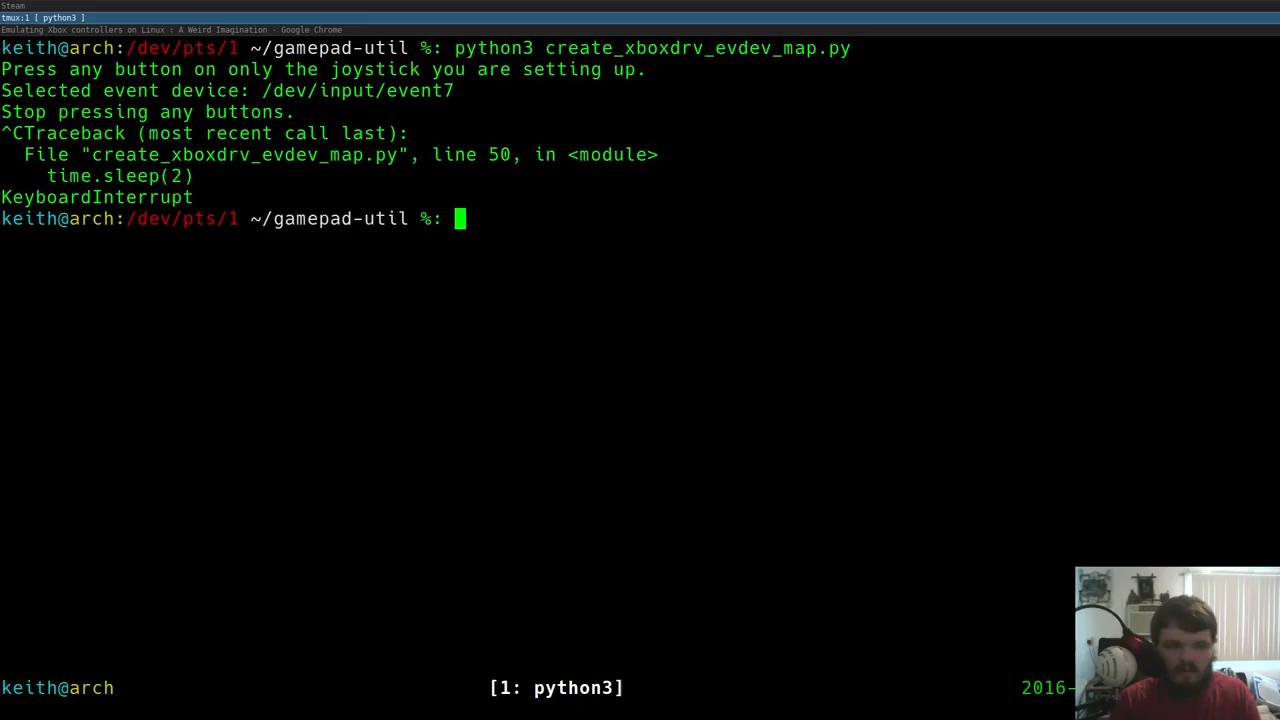 Steam
tmux:1 [ python3 ]
Emulating Xbox controllers on Linux : A Weird Imagination - Google Chrome
keith@arch:/dev/pts/1 ~/gamepad-util %: python3 create_xboxdrv_evdev_map.py
Press any button on only the joystick you are setting up.
Selected event device: /dev/input/event7
Stop pressing any buttons.
^CTraceback (most recent call last):
  File "create_xboxdrv_evdev_map.py", line 50, in <module>
    time.sleep(2)
KeyboardInterrupt
keith@arch:/dev/pts/1 ~/gamepad-util %:
keith@arch [1: python3] 2016-